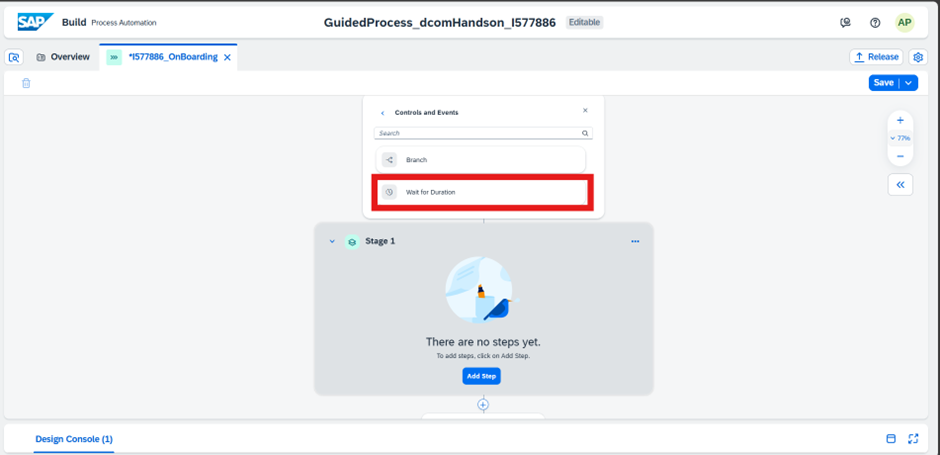 SAP Build Process Automation
GuidedProcess_dcomHandson_I577886 Editable
AP
Overview
*I577886_OnBoarding
Release
Save
Controls and Events
Search
Branch
Wait for Duration
77%
Stage 1
There are no steps yet.
To add steps, click on Add Step.
Add Step
Design Console (1)